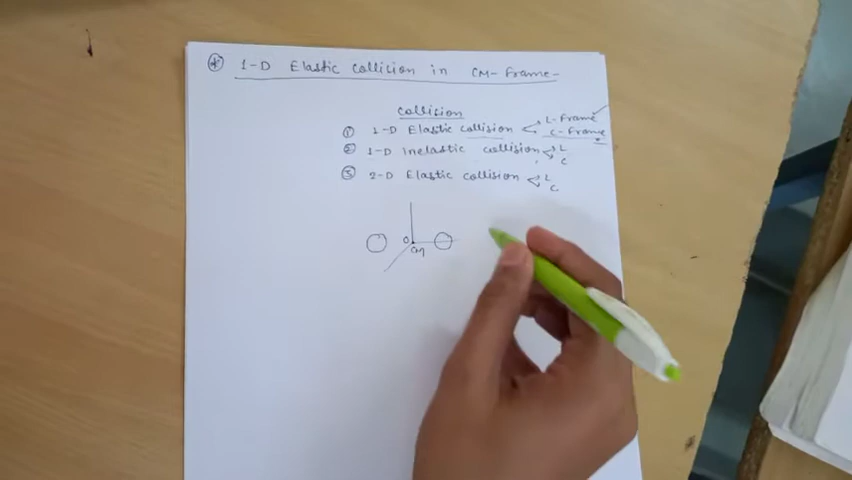 * 1-D Elastic Collision in CM-Frame-
Collision
1 1-D Elastic collision < L-Frame ✓
C-Frame
2 1-D Inelastic collision < L
C
3 2-D Elastic collision < L
C
O
CM